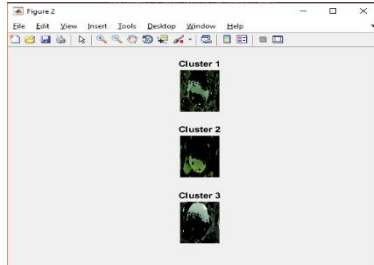 Figure 2
File Edit View Insert Tools Desktop Window Help
Cluster 1
Cluster 2
Cluster 3